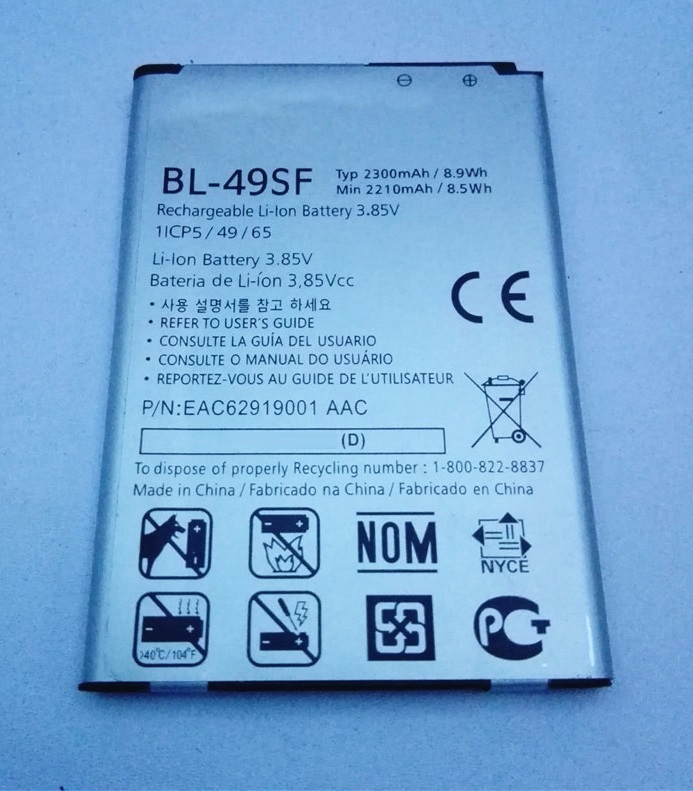 BL-49SF Typ 2300mAh / 8.9Wh
Min 2210mAh / 8.5Wh
Rechargeable Li-Ion Battery 3.85V
1ICP5 / 49 / 65
Li-Ion Battery 3.85V
Bateria de Li-íon 3,85Vcc
• 사용 설명서를 참고 하세요
• REFER TO USER'S GUIDE
• CONSULTE LA GUÍA DEL USUARIO
• CONSULTE O MANUAL DO USUÁRIO
• REPORTEZ-VOUS AU GUIDE DE L'UTILISATEUR
CE
P/N:EAC62919001 AAC
(D)
To dispose of properly Recycling number : 1-800-822-8837
Made in China / Fabricado na China / Fabricado en China
NOM
NYCE
>40°C/104°F
PCT